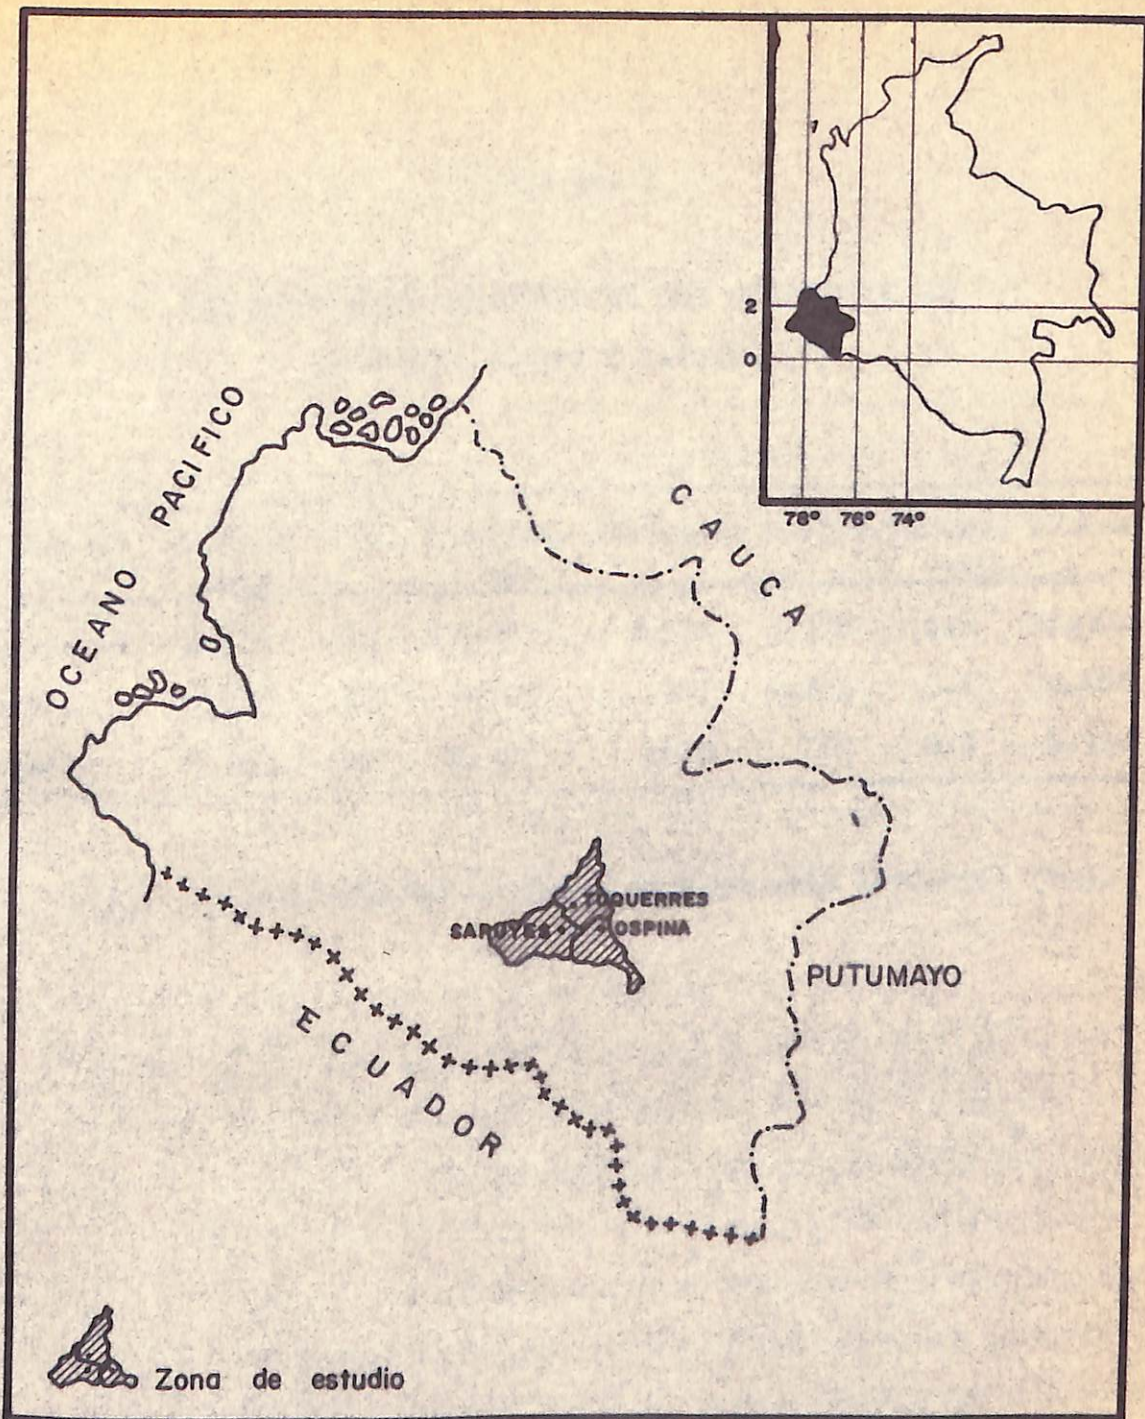 2
0
78° 76° 74°
OCEANO PACIFICO
CAUCA
TUQUERRES
SAPUYES
OSPINA
PUTUMAYO
ECUADOR
Zona de estudio